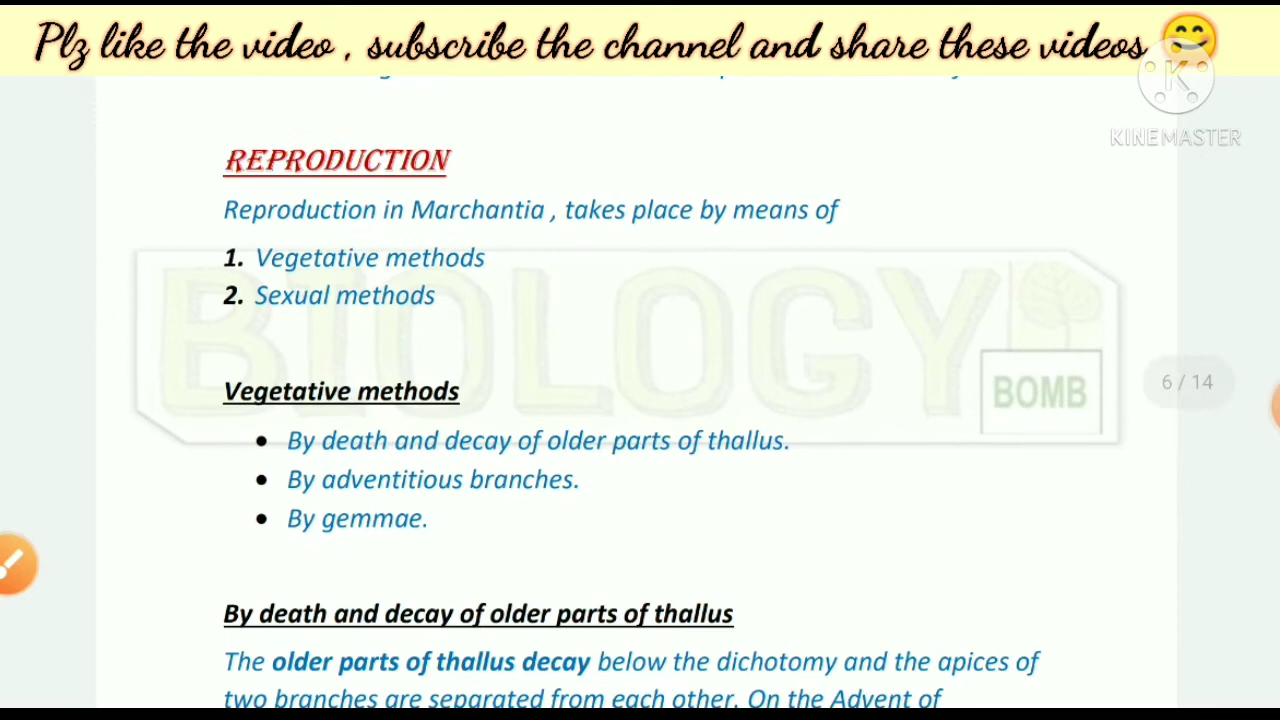 Plz like the video , subscribe the channel and share these videos
KINEMASTER
REPRODUCTION
Reproduction in Marchantia , takes place by means of
1. Vegetative methods
2. Sexual methods
BIOLOGY
BOMB
6 / 14
Vegetative methods
• By death and decay of older parts of thallus.
• By adventitious branches.
• By gemmae.
By death and decay of older parts of thallus
The older parts of thallus decay below the dichotomy and the apices of
two branches are separated from each other. On the Advent of